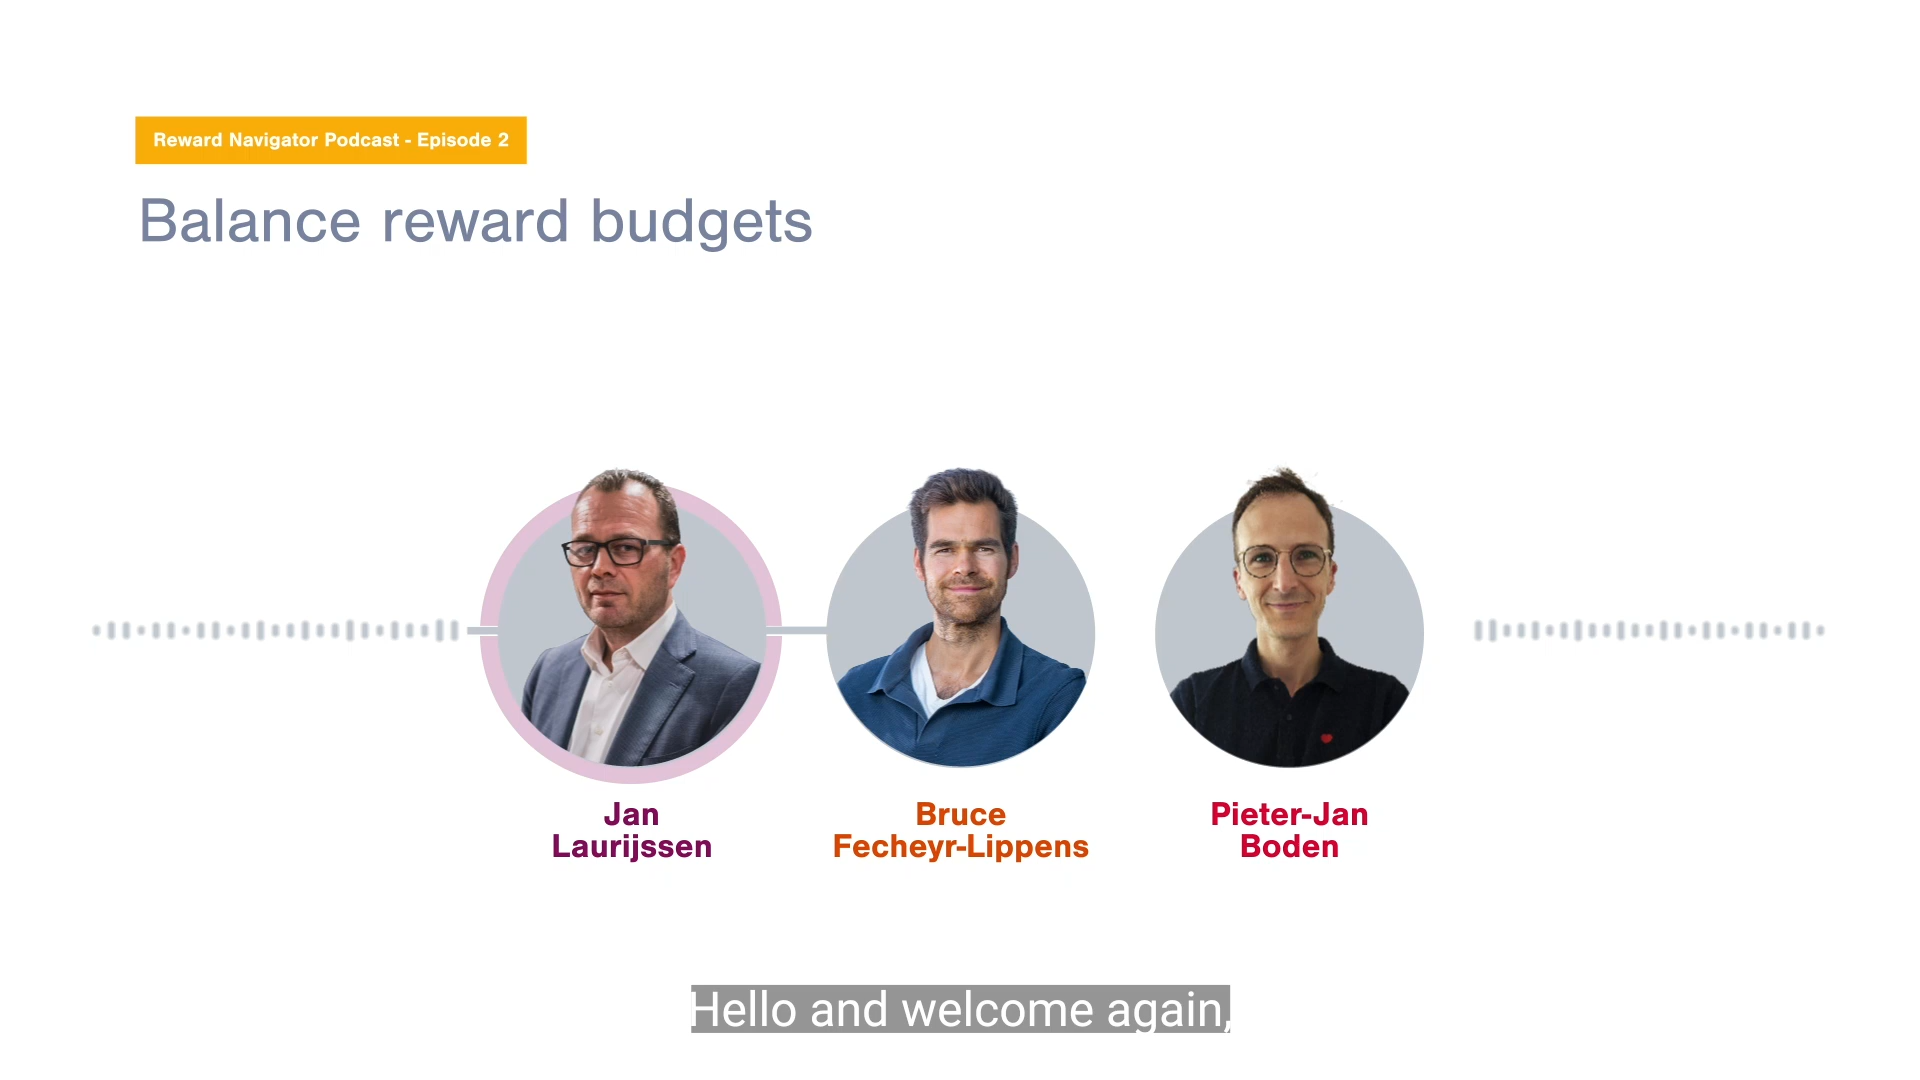 Reward Navigator Podcast - Episode 2
Balance reward budgets
Jan
Laurijssen
Bruce
Fecheyr-Lippens
Pieter-Jan
Boden
Hello and welcome again,